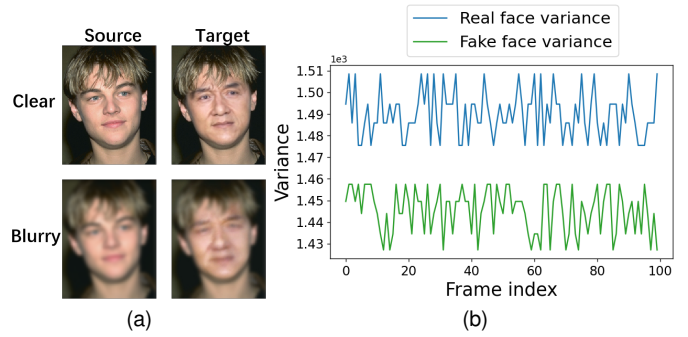 Source Target
Clear
Blurry
(a)
Real face variance
Fake face variance
1e3
1.51
1.50
1.49
1.48
1.47
1.46
1.45
1.44
1.43
Variance
0 20 40 60 80 100
Frame index
(b)